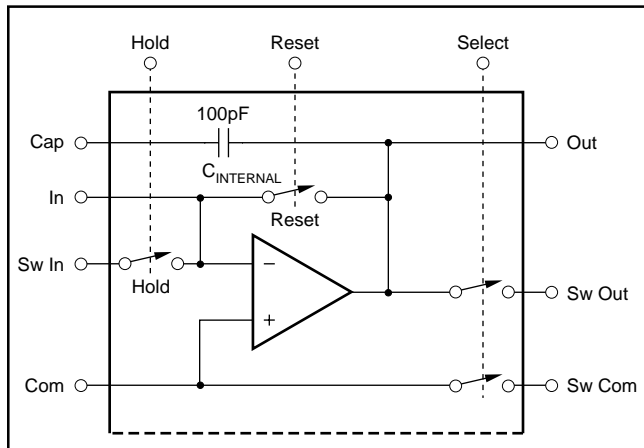 Hold
Reset
Select
100pF
Cap
Out
C_INTERNAL
In
Reset
Sw In
Hold
−
+
Sw Out
Com
Sw Com